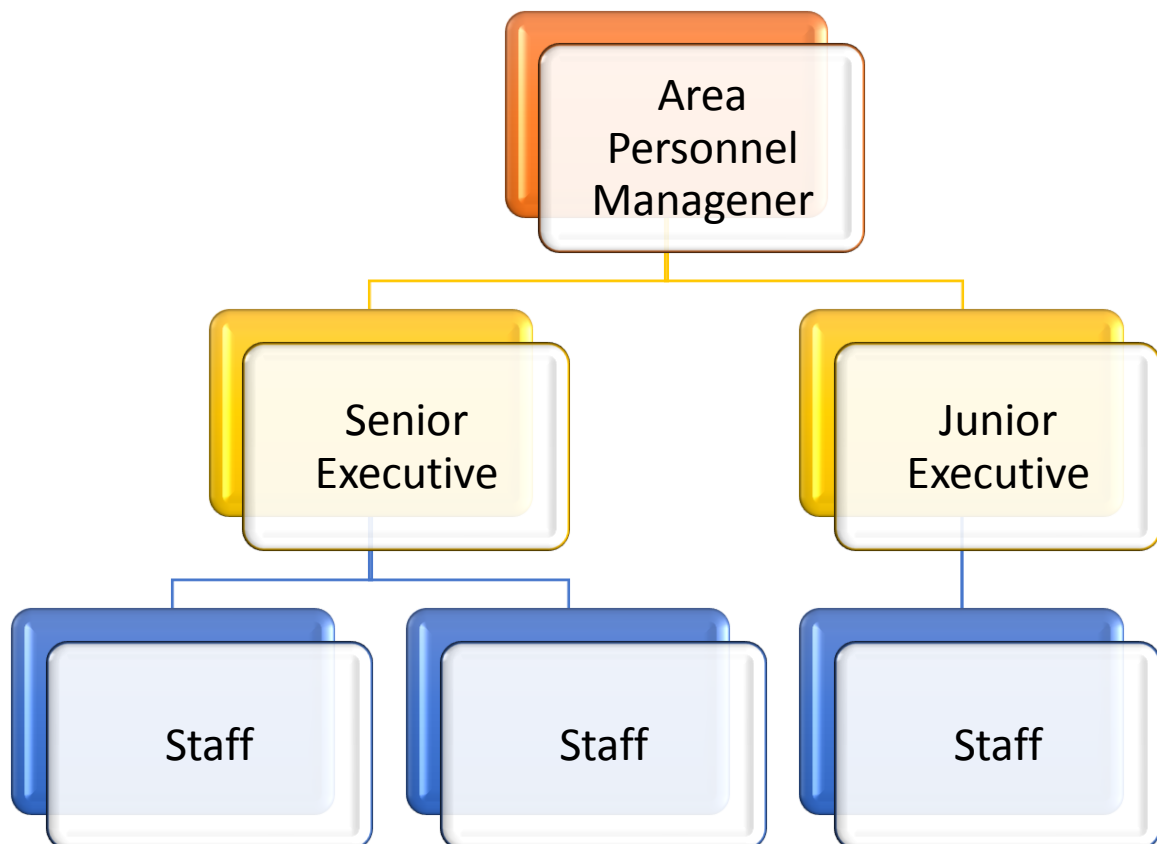 Area
Personnel
Managener
Senior
Executive
Junior
Executive
Staff
Staff
Staff